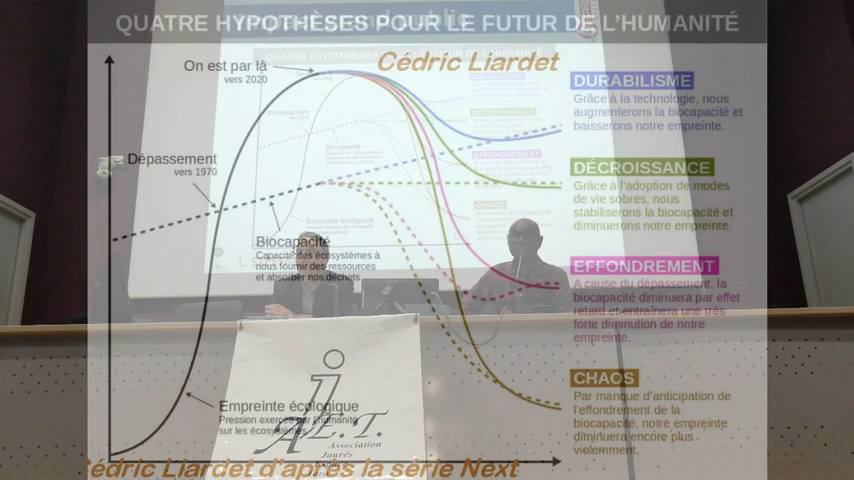 QUATRE HYPOTHÈSES POUR LE FUTUR DE L'HUMANITÉ
Cédric Liardet
On est par là
vers 2020
Dépassement
vers 1970
Biocapacité
Capacité des écosystèmes à
nous fournir des ressources
et absorber nos déchets
Empreinte écologique
Pression exercée par l'humanité
sur les écosystèmes
DURABILISME
Grâce à la technologie, nous
augmenterons la biocapacité et
baisserons notre empreinte.
DÉCROISSANCE
Grâce à l'adoption de modes
de vie sobres, nous
stabiliserons la biocapacité et
diminuerons notre empreinte.
EFFONDREMENT
A cause du dépassement, la
biocapacité diminuera par effet
retard et entraînera une très
forte diminution de notre
empreinte.
CHAOS
Par manque d'anticipation de
l'effondrement de la
biocapacité, notre empreinte
diminuera encore plus
violemment.
A.J.E.T.
Association
Jaurès
Espace
Cédric Liardet d'après la série Next